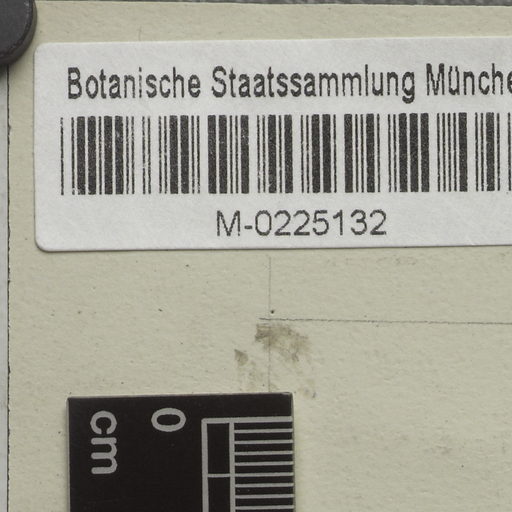 Botanische Staatssammlung Münche
M-0225132
0
cm